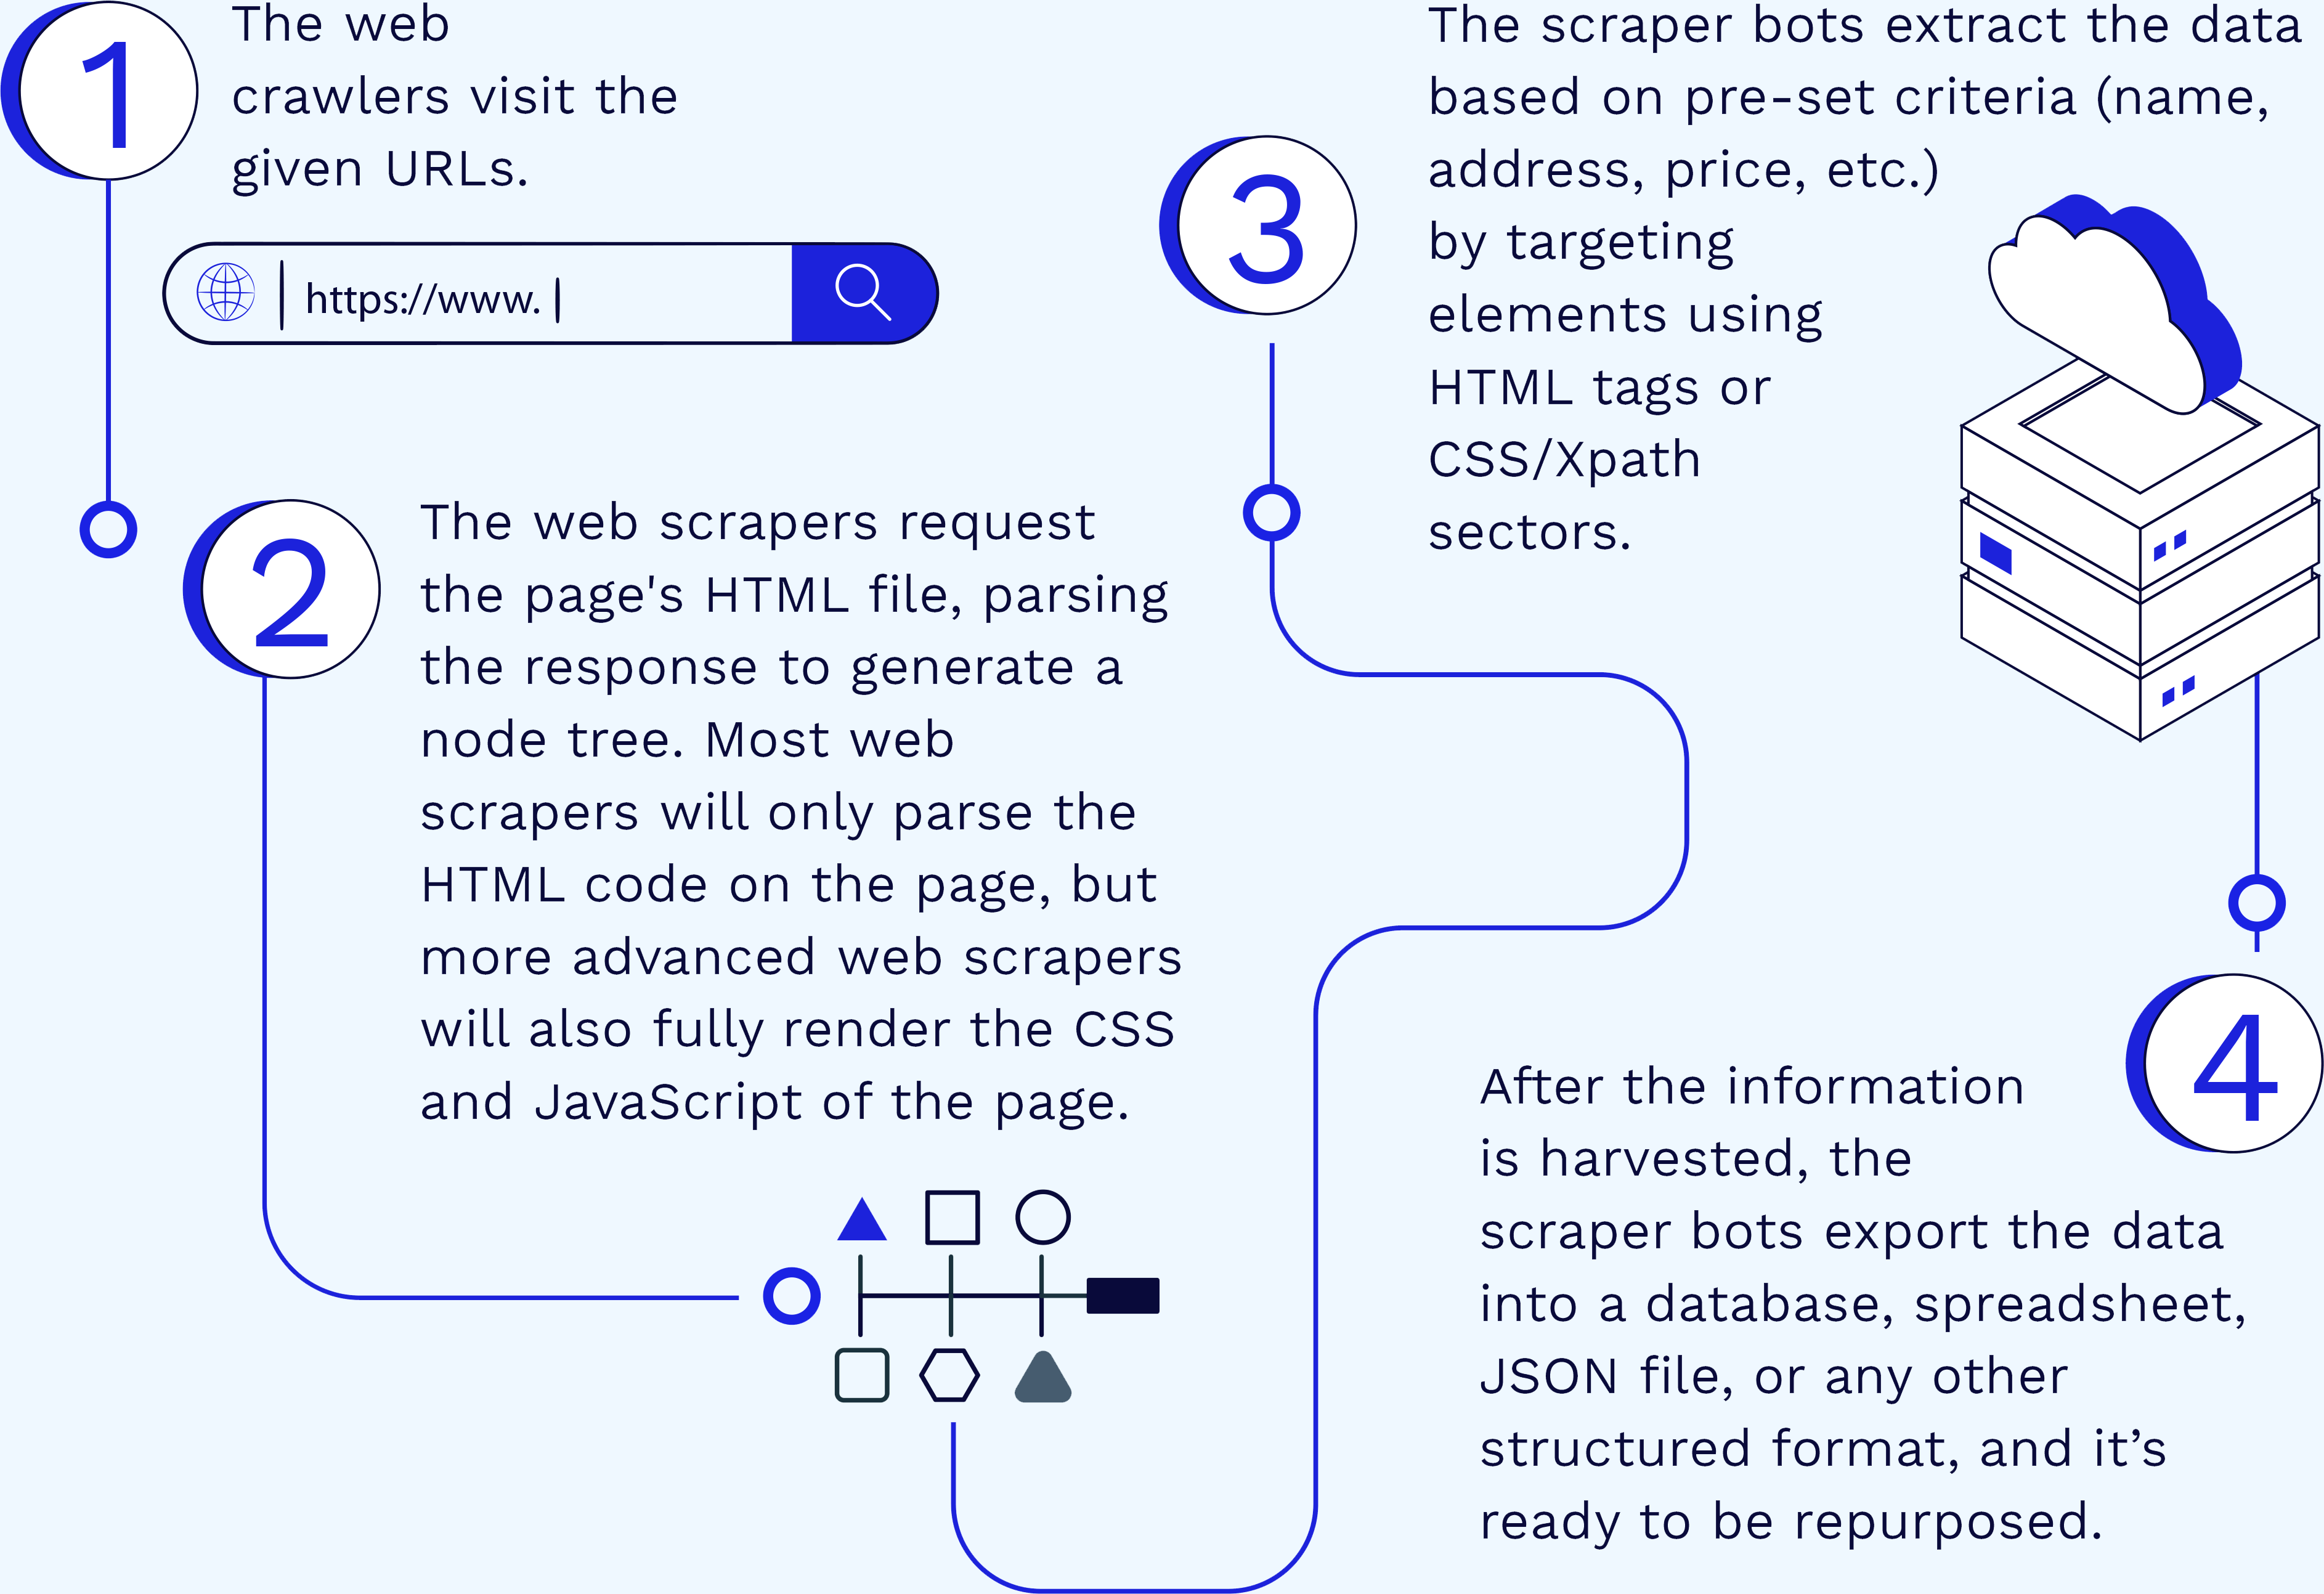 1
The web
crawlers visit the
given URLs.
https://www.
2
The web scrapers request
the page's HTML file, parsing
the response to generate a
node tree. Most web
scrapers will only parse the
HTML code on the page, but
more advanced web scrapers
will also fully render the CSS
and JavaScript of the page.
3
The scraper bots extract the data
based on pre-set criteria (name,
address, price, etc.)
by targeting
elements using
HTML tags or
CSS/Xpath
sectors.
4
After the information
is harvested, the
scraper bots export the data
into a database, spreadsheet,
JSON file, or any other
structured format, and it’s
ready to be repurposed.